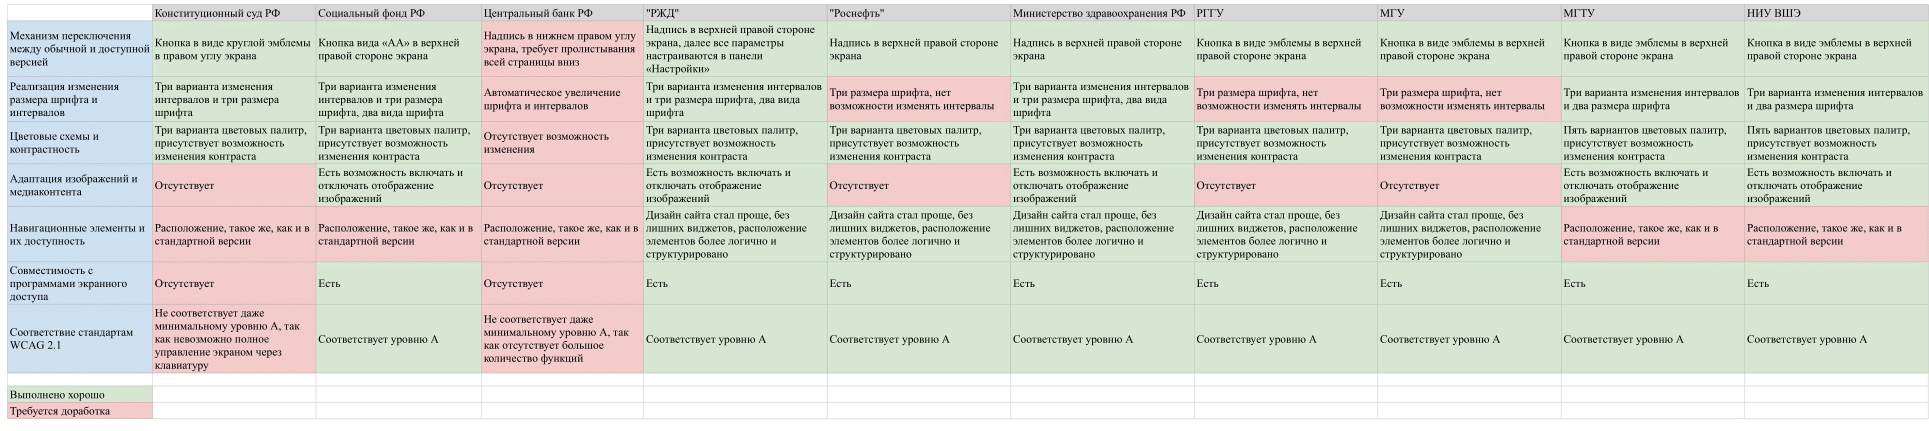 Конституционный суд РФ
Социальный фонд РФ
Центральный банк РФ
"РЖД"
"Роснефть"
Министерство здравоохранения РФ
РГГУ
МГУ
МГТУ
НИУ ВШЭ
Механизм переключения
между обычной и доступной
версией
Кнопка в виде круглой эмблемы
в правом углу экрана
Кнопка вида «АА» в верхней
правой стороне экрана
Надпись в нижнем правом углу
экрана, требует пролистывания
всей страницы вниз
Надпись в верхней правой стороне
экрана, далее все параметры
настраиваются в панели
«Настройки»
Надпись в верхней правой стороне
экрана
Надпись в верхней правой стороне
экрана
Кнопка в виде эмблемы в верхней
правой стороне экрана
Кнопка в виде эмблемы в верхней
правой стороне экрана
Кнопка в виде эмблемы в верхней
правой стороне экрана
Кнопка в виде эмблемы в верхней
правой стороне экрана
Реализация изменения
размера шрифта и
интервалов
Три варианта изменения
интервалов и три размера
шрифта
Три варианта изменения
интервалов и три размера
шрифта, два вида шрифта
Автоматическое увеличение
шрифта и интервалов
Три варианта изменения интервалов
и три размера шрифта, два вида
шрифта
Три размера шрифта, нет
возможности изменять интервалы
Три варианта изменения интервалов
и три размера шрифта, два вида
шрифта
Три размера шрифта, нет
возможности изменять интервалы
Три размера шрифта, нет
возможности изменять интервалы
Три варианта изменения интервалов
и два размера шрифта
Три варианта изменения интервалов
и два размера шрифта
Цветовые схемы и
контрастность
Три варианта цветовых палитр,
присутствует возможность
изменения контраста
Три варианта цветовых палитр,
присутствует возможность
изменения контраста
Отсутствует возможность
изменения
Три варианта цветовых палитр,
присутствует возможность
изменения контраста
Три варианта цветовых палитр,
присутствует возможность
изменения контраста
Три варианта цветовых палитр,
присутствует возможность
изменения контраста
Три варианта цветовых палитр,
присутствует возможность
изменения контраста
Три варианта цветовых палитр,
присутствует возможность
изменения контраста
Пять вариантов цветовых палитр,
присутствует возможность
изменения контраста
Пять вариантов цветовых палитр,
присутствует возможность
изменения контраста
Адаптация изображений и
медиаконтента
Отсутствует
Есть возможность включать и
отключать отображение
изображений
Отсутствует
Есть возможность включать и
отключать отображение
изображений
Отсутствует
Есть возможность включать и
отключать отображение
изображений
Отсутствует
Отсутствует
Есть возможность включать и
отключать отображение
изображений
Есть возможность включать и
отключать отображение
изображений
Навигационные элементы и
их доступность
Расположение, такое же, как и в
стандартной версии
Расположение, такое же, как и в
стандартной версии
Расположение, такое же, как и в
стандартной версии
Дизайн сайта стал проще, без
лишних виджетов, расположение
элементов более логично и
структурировано
Дизайн сайта стал проще, без
лишних виджетов, расположение
элементов более логично и
структурировано
Дизайн сайта стал проще, без
лишних виджетов, расположение
элементов более логично и
структурировано
Дизайн сайта стал проще, без
лишних виджетов, расположение
элементов более логично и
структурировано
Дизайн сайта стал проще, без
лишних виджетов, расположение
элементов более логично и
структурировано
Расположение, такое же, как и в
стандартной версии
Расположение, такое же, как и в
стандартной версии
Совместимость с
программами экранного
доступа
Отсутствует
Есть
Отсутствует
Есть
Есть
Есть
Есть
Есть
Есть
Есть
Соответствие стандартам
WCAG 2.1
Не соответствует даже
минимальному уровню А, так
как невозможно полное
управление экраном через
клавиатуру
Соответствует уровню А
Не соответствует даже
минимальному уровню А, так
как отсутствует большое
количество функций
Соответствует уровню А
Соответствует уровню А
Соответствует уровню А
Соответствует уровню А
Соответствует уровню А
Соответствует уровню А
Соответствует уровню А
Выполнено хорошо
Требуется доработка